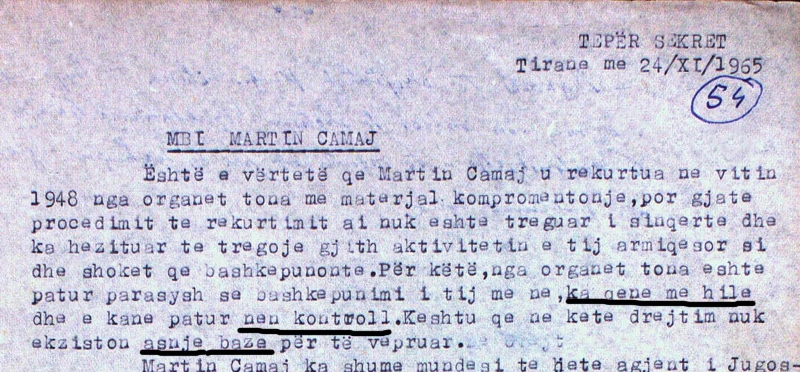 TEPËR SEKRET
Tirane me 24/XI/1965
54
MBI MARTIN CAMAJ
Është e vërtetë qe Martin Camaj u rekurtua ne vitin
1948 nga organet tona me materjal kompromentonje,por gjate
procedimit te rekurtimit ai nuk eshte treguar i sinqerte dhe
ka hezituar te tregoje gjith aktivitetin e tij armiqesor si
dhe shoket qe bashkepunonte.Për këtë,nga organet tona eshte
patur parasysh se bashkepunimi i tij me ne,ka qene me hile
dhe e kane patur nen kontroll.Keshtu qe ne kete drejtim nuk
ekziston asnje baze për të vepruar.
Martin Camaj ka shume mundesi te jete agjent i Jugos-